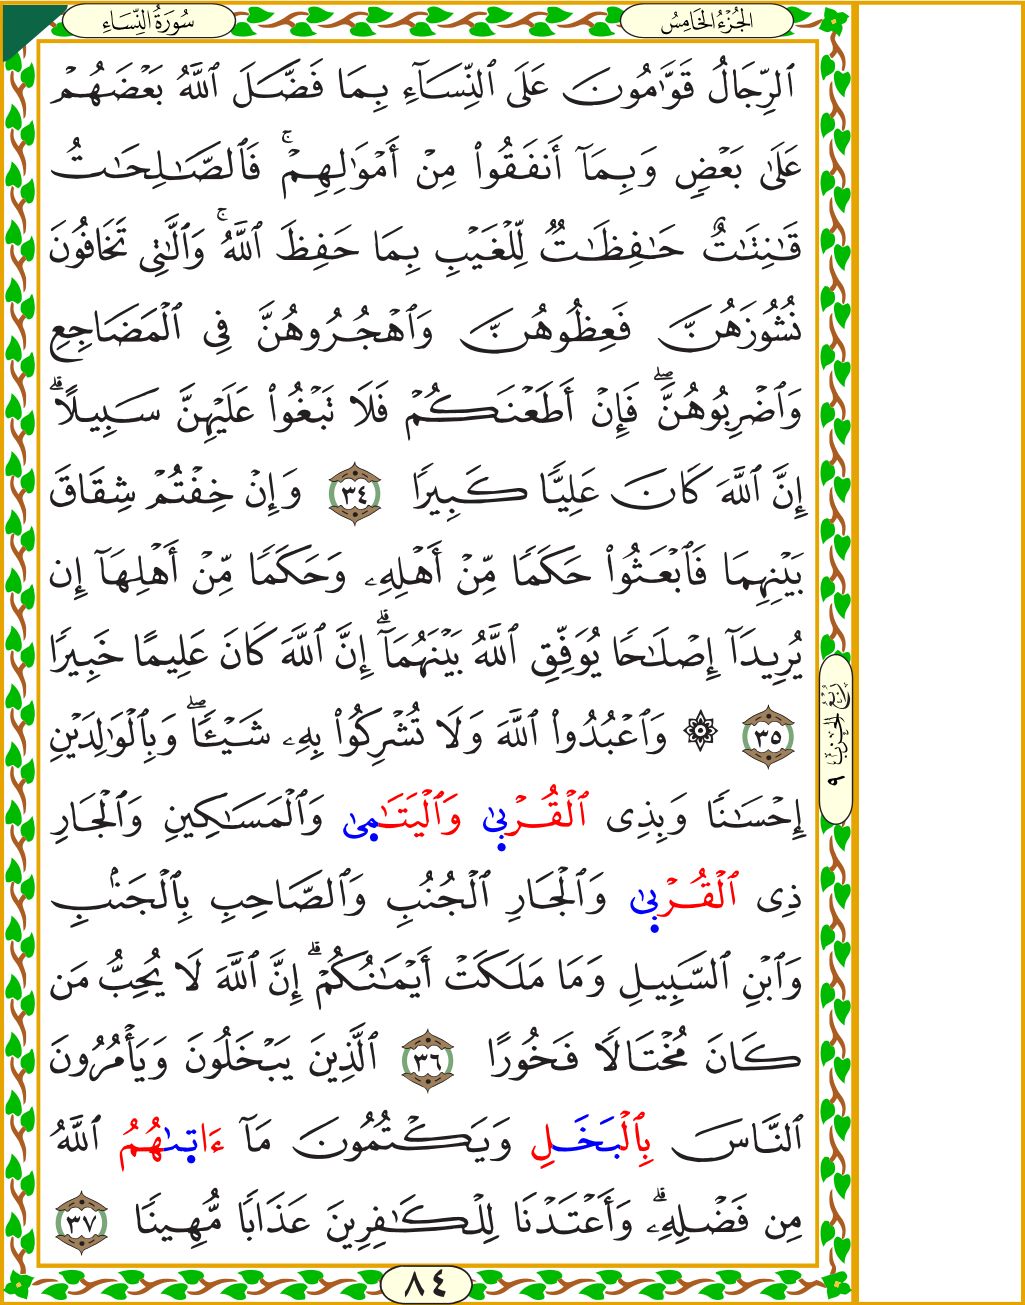 الجُزْءُ الخَامِسُ
سُورَةُ النِّسَاءِ
ٱلرِّجَالُ قَوَّٰمُونَ عَلَى ٱلنِّسَآءِ بِمَا فَضَّلَ ٱللَّهُ بَعْضَهُمْ
عَلَىٰ بَعْضٍ وَبِمَآ أَنفَقُوا۟ مِنْ أَمْوَٰلِهِمْ ۚ فَٱلصَّـٰلِحَـٰتُ
قَـٰنِتَـٰتٌ حَـٰفِظَـٰتٌ لِّلْغَيْبِ بِمَا حَفِظَ ٱللَّهُ ۚ وَٱلَّـٰتِى تَخَافُونَ
نُشُوزَهُنَّ فَعِظُوهُنَّ وَٱهْجُرُوهُنَّ فِى ٱلْمَضَاجِعِ
وَٱضْرِبُوهُنَّ ۖ فَإِنْ أَطَعْنَكُمْ فَلَا تَبْغُوا۟ عَلَيْهِنَّ سَبِيلًا ۗ
إِنَّ ٱللَّهَ كَانَ عَلِيًّا كَبِيرًا ٣٤ وَإِنْ خِفْتُمْ شِقَاقَ
بَيْنِهِمَا فَٱبْعَثُوا۟ حَكَمًا مِّنْ أَهْلِهِۦ وَحَكَمًا مِّنْ أَهْلِهَآ إِن
يُرِيدَآ إِصْلَـٰحًا يُوَفِّقِ ٱللَّهُ بَيْنَهُمَآ ۗ إِنَّ ٱللَّهَ كَانَ عَلِيمًا خَبِيرًا
٣٥ ۞ وَٱعْبُدُوا۟ ٱللَّهَ وَلَا تُشْرِكُوا۟ بِهِۦ شَيْـًٔا ۖ وَبِٱلْوَٰلِدَيْنِ
إِحْسَـٰنًا وَبِذِى ٱلْقُرْبَىٰ وَٱلْيَتَـٰمَىٰ وَٱلْمَسَـٰكِينِ وَٱلْجَارِ
ذِى ٱلْقُرْبَىٰ وَٱلْجَارِ ٱلْجُنُبِ وَٱلصَّاحِبِ بِٱلْجَنۢبِ
وَٱبْنِ ٱلسَّبِيلِ وَمَا مَلَكَتْ أَيْمَـٰنُكُمْ ۗ إِنَّ ٱللَّهَ لَا يُحِبُّ مَن
كَانَ مُخْتَالًا فَخُورًا ٣٦ ٱلَّذِينَ يَبْخَلُونَ وَيَأْمُرُونَ
ٱلنَّاسَ بِٱلْبَخَلِ وَيَكْتُمُونَ مَآ ءَاتَىٰهُمُ ٱللَّهُ
مِن فَضْلِهِۦ ۗ وَأَعْتَدْنَا لِلْكَـٰفِرِينَ عَذَابًا مُّهِينًا ٣٧
رُبْعُ الحِزْبِ ٩
٨٤